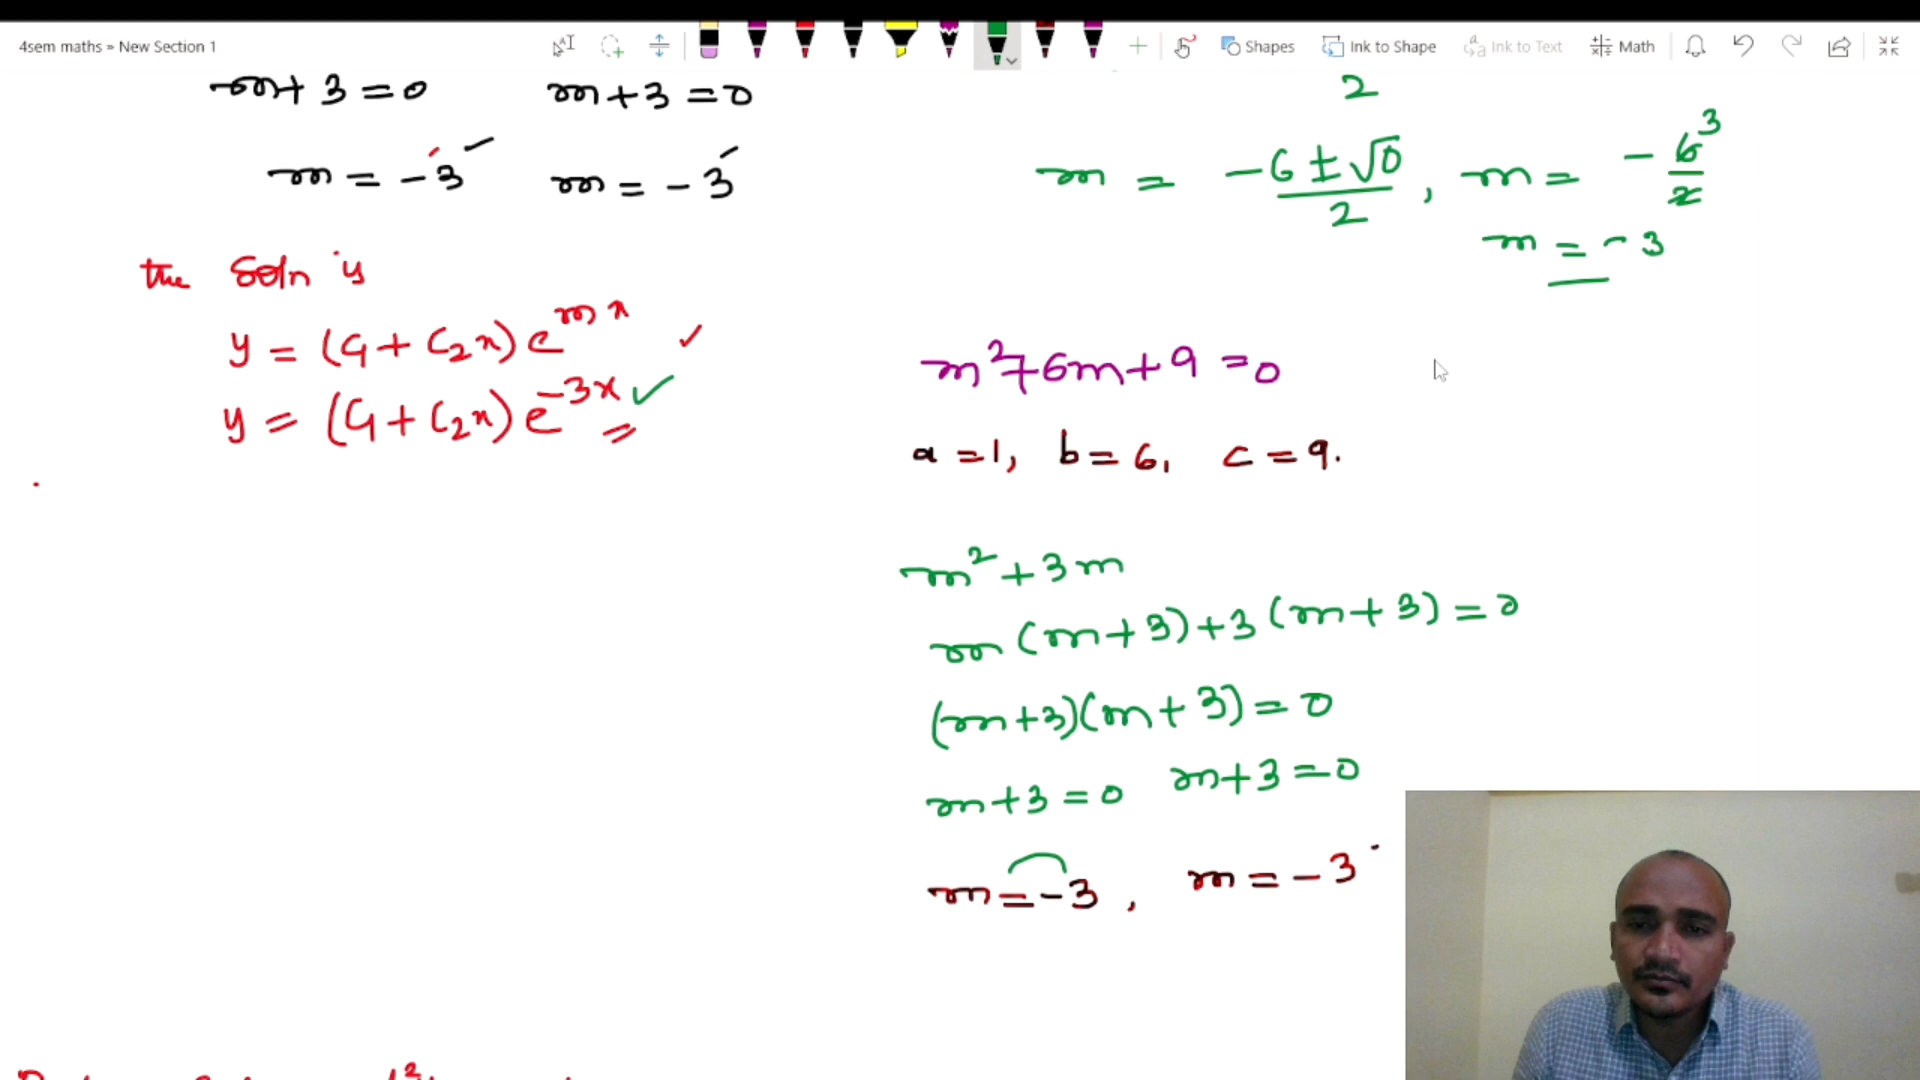 4sem maths » New Section 1
Shapes Ink to Shape Ink to Text Math
m+3=0 m+3=0
m = -3 m = -3
the Soln is
y = (C1+C2x)e^mx
y = (C1+C2x)e^-3x
2
m = (-6±√0)/2, m = -6/2 3
m = -3
m²+6m+9=0
a=1, b=6, c=9.
m²+3m
m(m+3)+3(m+3)=0
(m+3)(m+3)=0
m+3=0 m+3=0
m=-3, m=-3